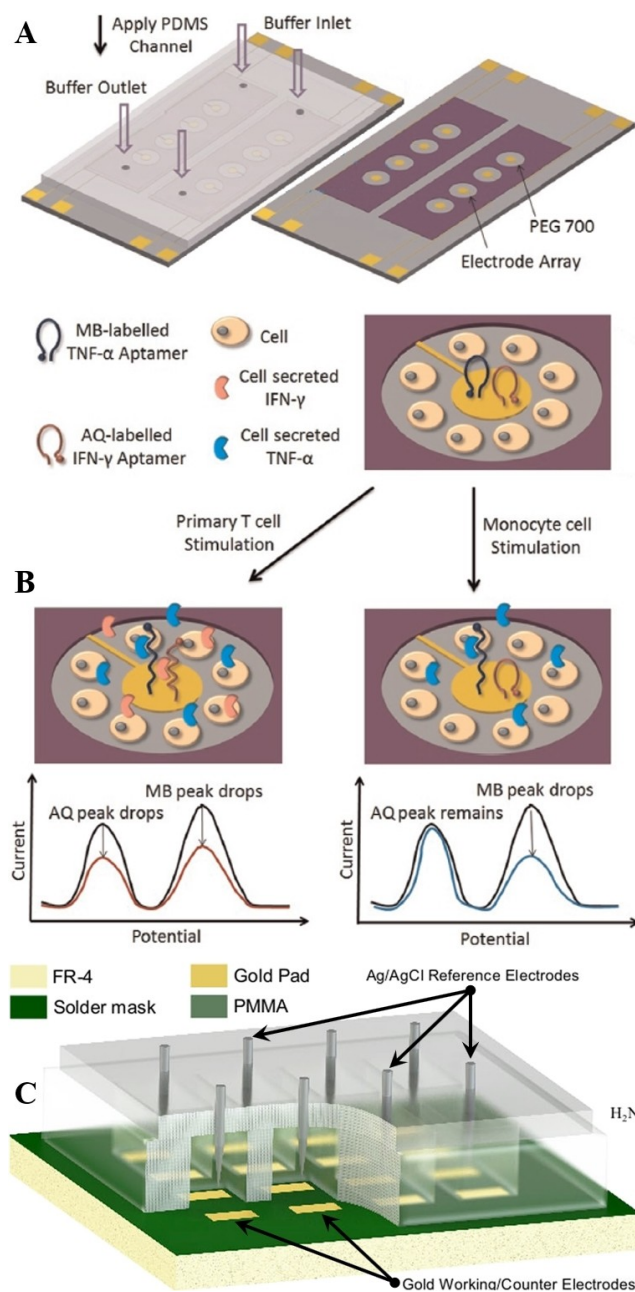 A
Apply PDMS
Channel
Buffer Inlet
Buffer Outlet
PEG 700
Electrode Array
MB-labelled
TNF-α Aptamer
Cell
Cell secreted
IFN-γ
AQ-labelled
IFN-γ Aptamer
Cell secreted
TNF-α
Primary T cell
Stimulation
Monocyte cell
Stimulation
B
MB peak drops
AQ peak drops
Current
Potential
MB peak drops
AQ peak remains
Current
Potential
FR-4
Gold Pad
Ag/AgCl Reference Electrodes
Solder mask
PMMA
C
H₂N
Gold Working/Counter Electrodes